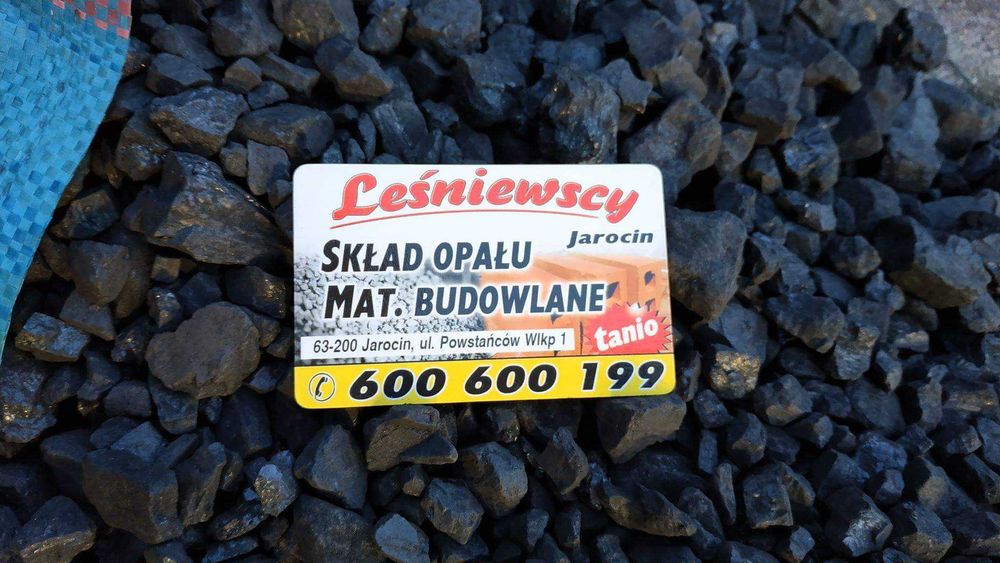 Leśniewscy
Jarocin
SKŁAD OPAŁU
MAT. BUDOWLANE
tanio
63-200 Jarocin, ul. Powstańców Wlkp 1
600 600 199